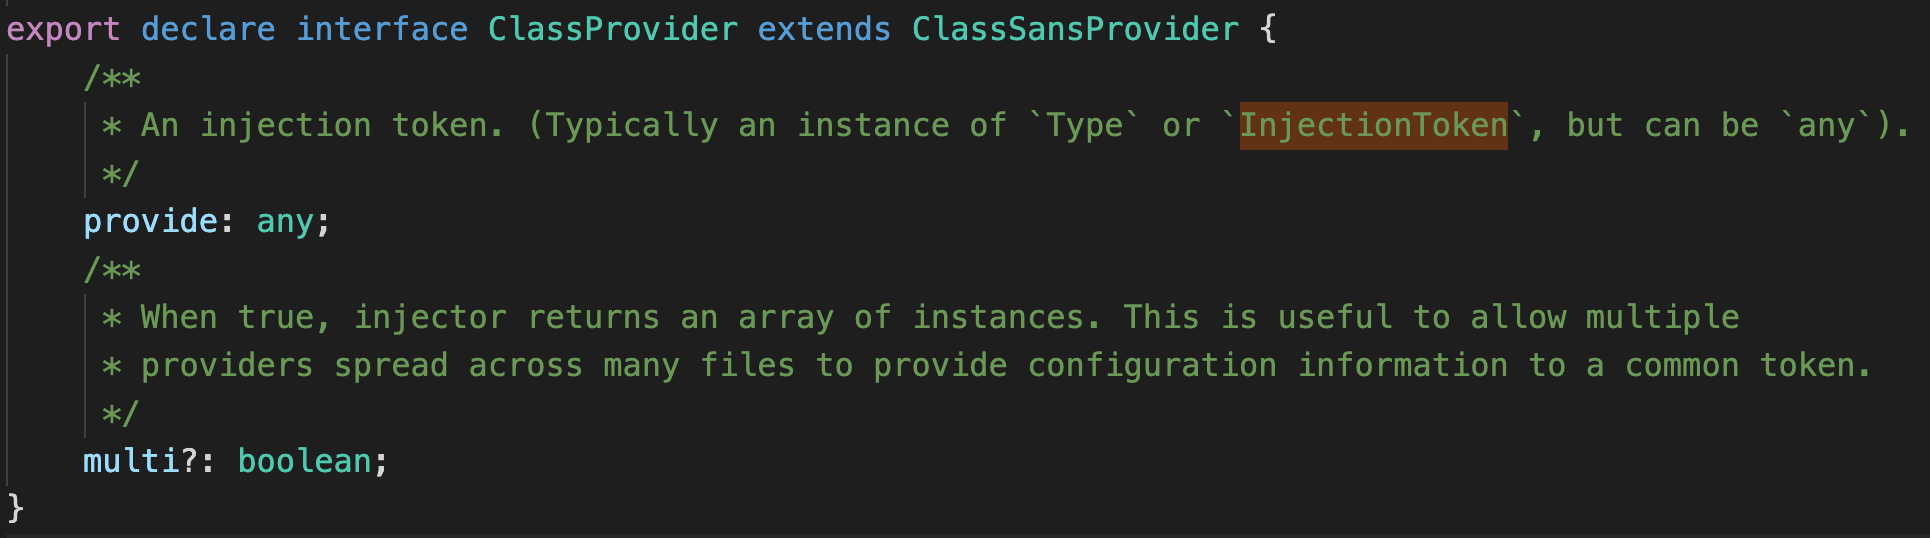 export declare interface ClassProvider extends ClassSansProvider {
    /**
     * An injection token. (Typically an instance of `Type` or `InjectionToken`, but can be `any`).
     */
    provide: any;
    /**
     * When true, injector returns an array of instances. This is useful to allow multiple
     * providers spread across many files to provide configuration information to a common token.
     */
    multi?: boolean;
}